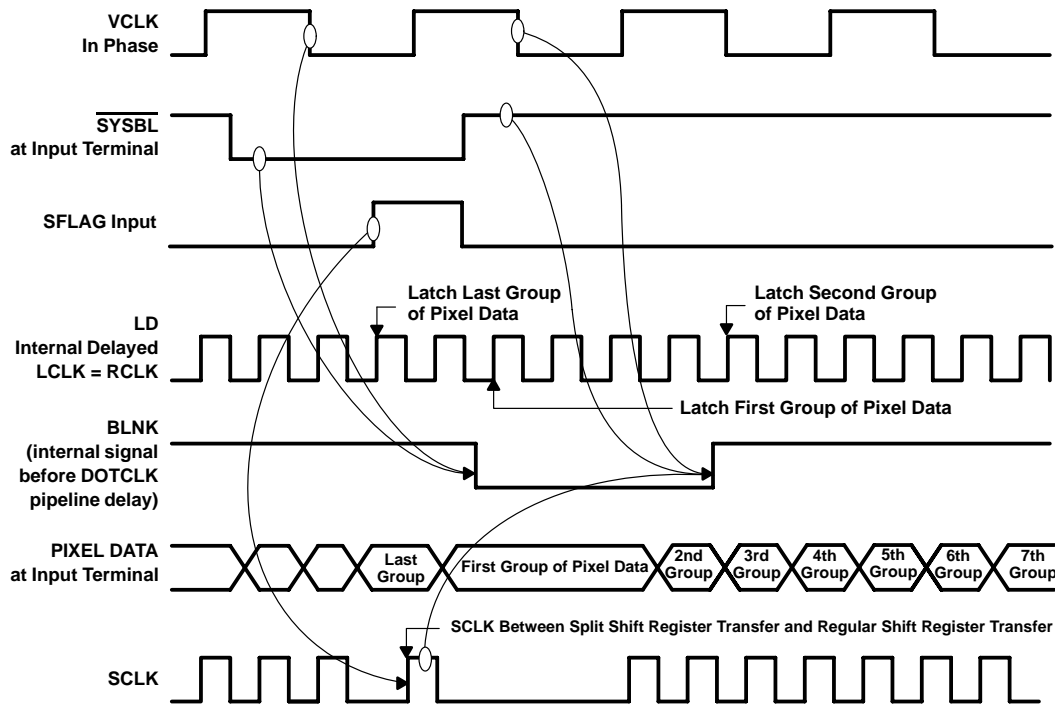 VCLK
In Phase
SYSBL
at Input Terminal
SFLAG Input
Latch Last Group
of Pixel Data
Latch Second Group
of Pixel Data
LD
Internal Delayed
LCLK = RCLK
Latch First Group of Pixel Data
BLNK
(internal signal
before DOTCLK
pipeline delay)
PIXEL DATA
at Input Terminal
Last
Group
First Group of Pixel Data
2nd
Group
3rd
Group
4th
Group
5th
Group
6th
Group
7th
Group
SCLK Between Split Shift Register Transfer and Regular Shift Register Transfer
SCLK